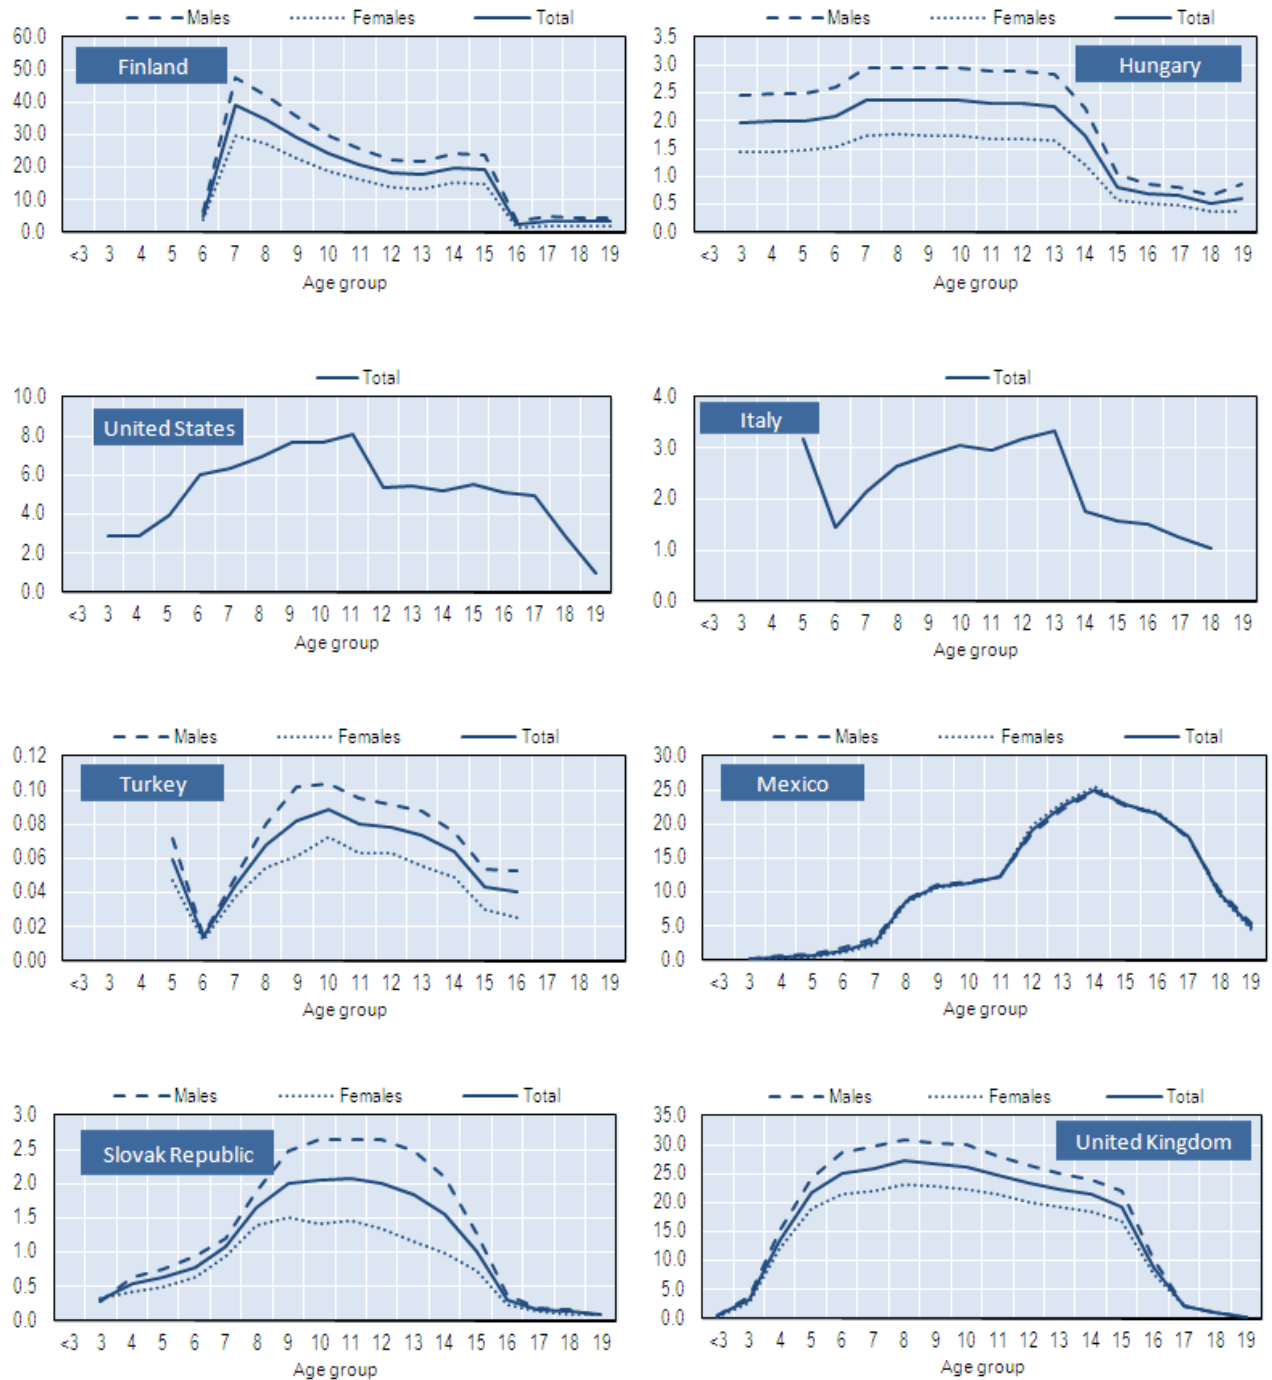 Males Females Total
Males Females Total
60.0
50.0
40.0
30.0
20.0
10.0
0.0
Finland
<3 3 4 5 6 7 8 9 10 11 12 13 14 15 16 17 18 19
Age group
3.5
3.0
2.5
2.0
1.5
1.0
0.5
0.0
Hungary
<3 3 4 5 6 7 8 9 10 11 12 13 14 15 16 17 18 19
Age group
Total
10.0
8.0
6.0
4.0
2.0
0.0
United States
<3 3 4 5 6 7 8 9 10 11 12 13 14 15 16 17 18 19
Age group
Total
4.0
3.0
2.0
1.0
0.0
Italy
<3 3 4 5 6 7 8 9 10 11 12 13 14 15 16 17 18 19
Age group
Males Females Total
0.12
0.10
0.08
0.06
0.04
0.02
0.00
Turkey
<3 3 4 5 6 7 8 9 10 11 12 13 14 15 16 17 18 19
Age group
Males Females Total
30.0
25.0
20.0
15.0
10.0
5.0
0.0
Mexico
<3 3 4 5 6 7 8 9 10 11 12 13 14 15 16 17 18 19
Age group
Males Females Total
3.0
2.5
2.0
1.5
1.0
0.5
0.0
Slovak Republic
<3 3 4 5 6 7 8 9 10 11 12 13 14 15 16 17 18 19
Age group
Males Females Total
35.0
30.0
25.0
20.0
15.0
10.0
5.0
0.0
United Kingdom
<3 3 4 5 6 7 8 9 10 11 12 13 14 15 16 17 18 19
Age group